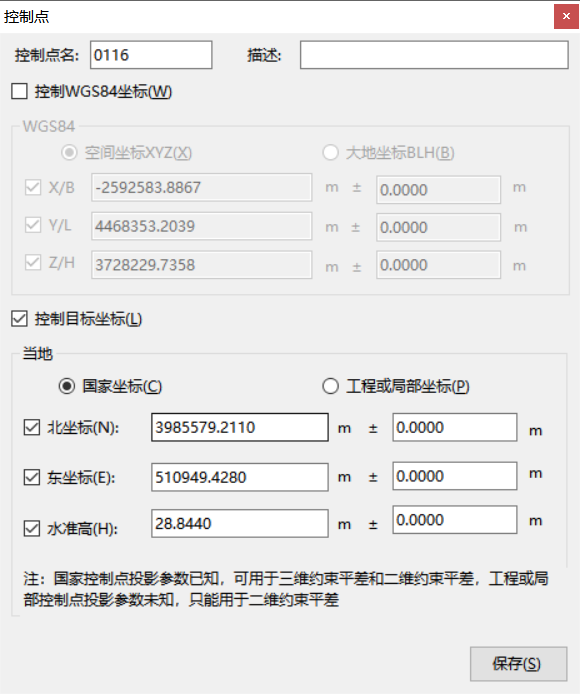 控制点
控制点名: 0116 描述:
控制WGS84坐标(W)
WGS84
空间坐标XYZ(X) 大地坐标BLH(B)
X/B -2592583.8867 m ± 0.0000 m
Y/L 4468353.2039 m ± 0.0000 m
Z/H 3728229.7358 m ± 0.0000 m
控制目标坐标(L)
当地
国家坐标(C) 工程或局部坐标(P)
北坐标(N): 3985579.2110 m ± 0.0000 m
东坐标(E): 510949.4280 m ± 0.0000 m
水准高(H): 28.8440 m ± 0.0000 m
注：国家控制点投影参数已知，可用于三维约束平差和二维约束平差，工程或局
部控制点投影参数未知，只能用于二维约束平差
保存(S)